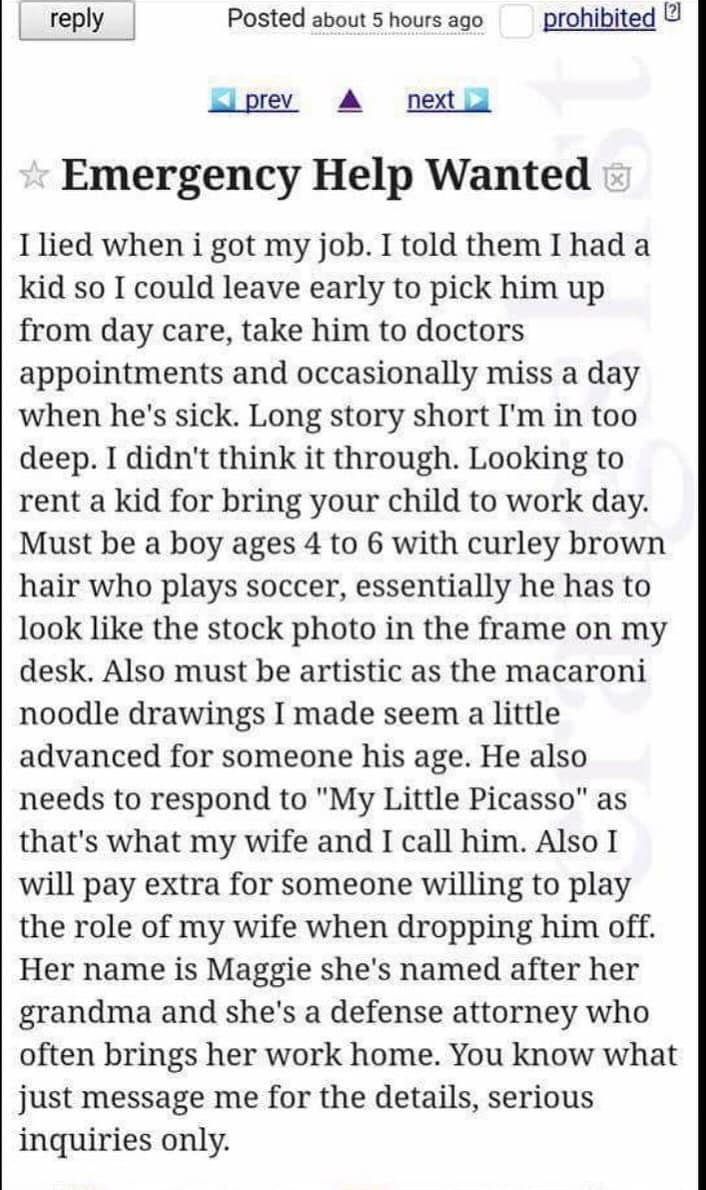 reply Posted about 5 hours ago prohibited [?]
prev next
Emergency Help Wanted
I lied when i got my job. I told them I had a
kid so I could leave early to pick him up
from day care, take him to doctors
appointments and occasionally miss a day
when he's sick. Long story short I'm in too
deep. I didn't think it through. Looking to
rent a kid for bring your child to work day.
Must be a boy ages 4 to 6 with curley brown
hair who plays soccer, essentially he has to
look like the stock photo in the frame on my
desk. Also must be artistic as the macaroni
noodle drawings I made seem a little
advanced for someone his age. He also
needs to respond to "My Little Picasso" as
that's what my wife and I call him. Also I
will pay extra for someone willing to play
the role of my wife when dropping him off.
Her name is Maggie she's named after her
grandma and she's a defense attorney who
often brings her work home. You know what
just message me for the details, serious
inquiries only.
craigslist